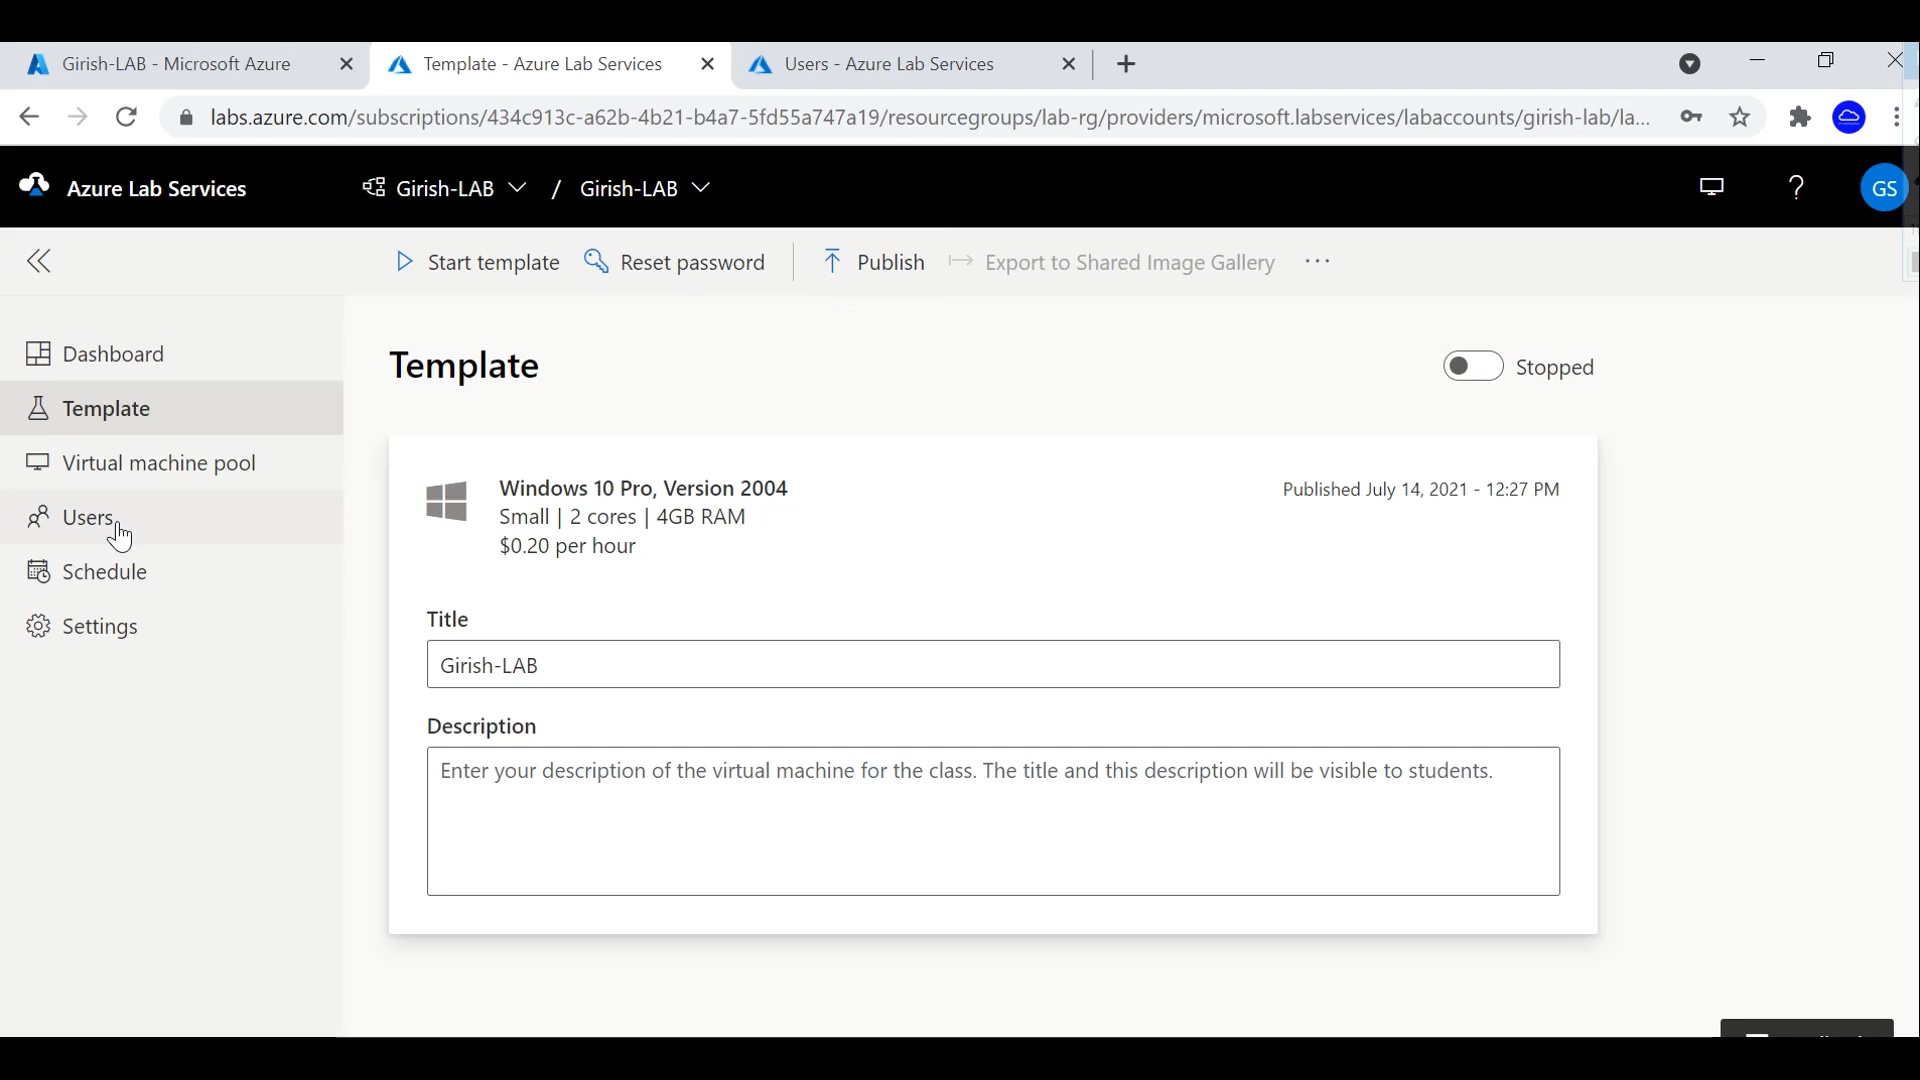 Girish-LAB - Microsoft Azure
Template - Azure Lab Services
Users - Azure Lab Services
labs.azure.com/subscriptions/434c913c-a62b-4b21-b4a7-5fd55a747a19/resourcegroups/lab-rg/providers/microsoft.labservices/labaccounts/girish-lab/la...
Azure Lab Services
Girish-LAB / Girish-LAB
?
GS
Start template
Reset password
Publish
Export to Shared Image Gallery
...
Dashboard
Template
Virtual machine pool
Users
Schedule
Settings
Template
Stopped
Windows 10 Pro, Version 2004
Published July 14, 2021 - 12:27 PM
Small | 2 cores | 4GB RAM
$0.20 per hour
Title
Girish-LAB
Description
Enter your description of the virtual machine for the class. The title and this description will be visible to students.